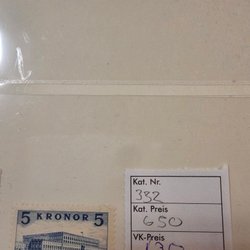 Kat. Nr.
332
Kat. Preis
650
VK-Preis
5 KRONOR 5